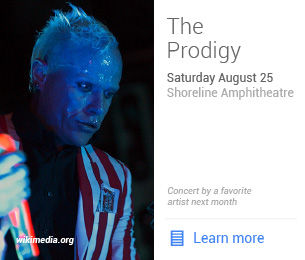 The
Prodigy
Saturday August 25
Shoreline Amphitheatre
Concert by a favorite
artist next month
wikimedia.org
Learn more